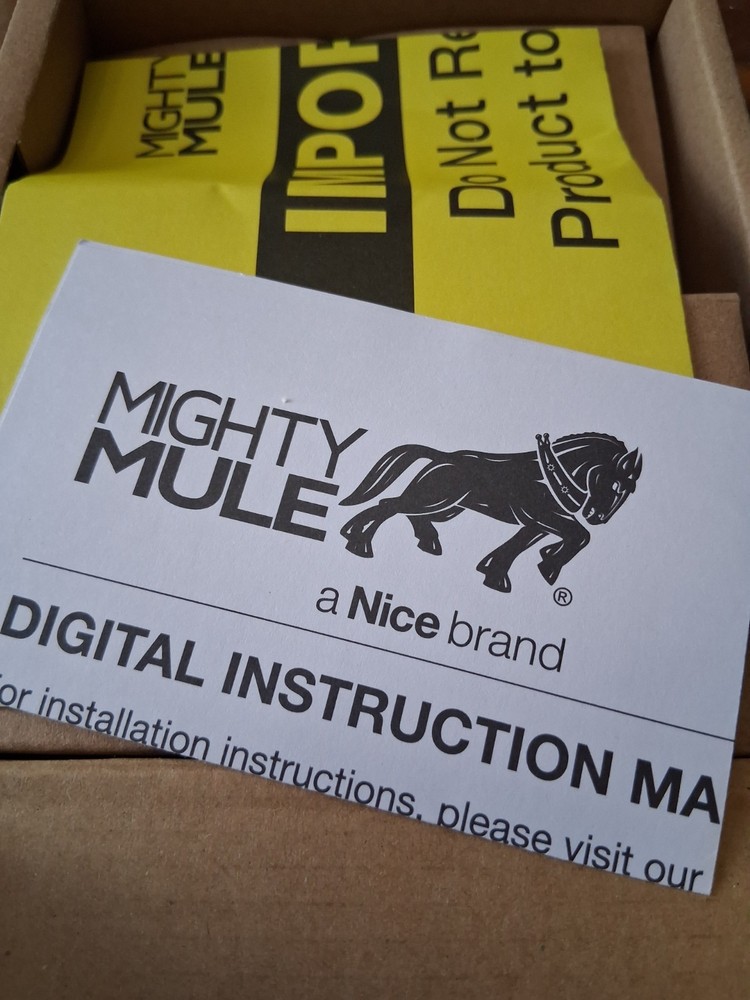 MIGHTY
MULE
IMPOR
Do Not Re
Product to
MIGHTY
MULE
®
a Nice brand
DIGITAL INSTRUCTION MA
or installation instructions, please visit our